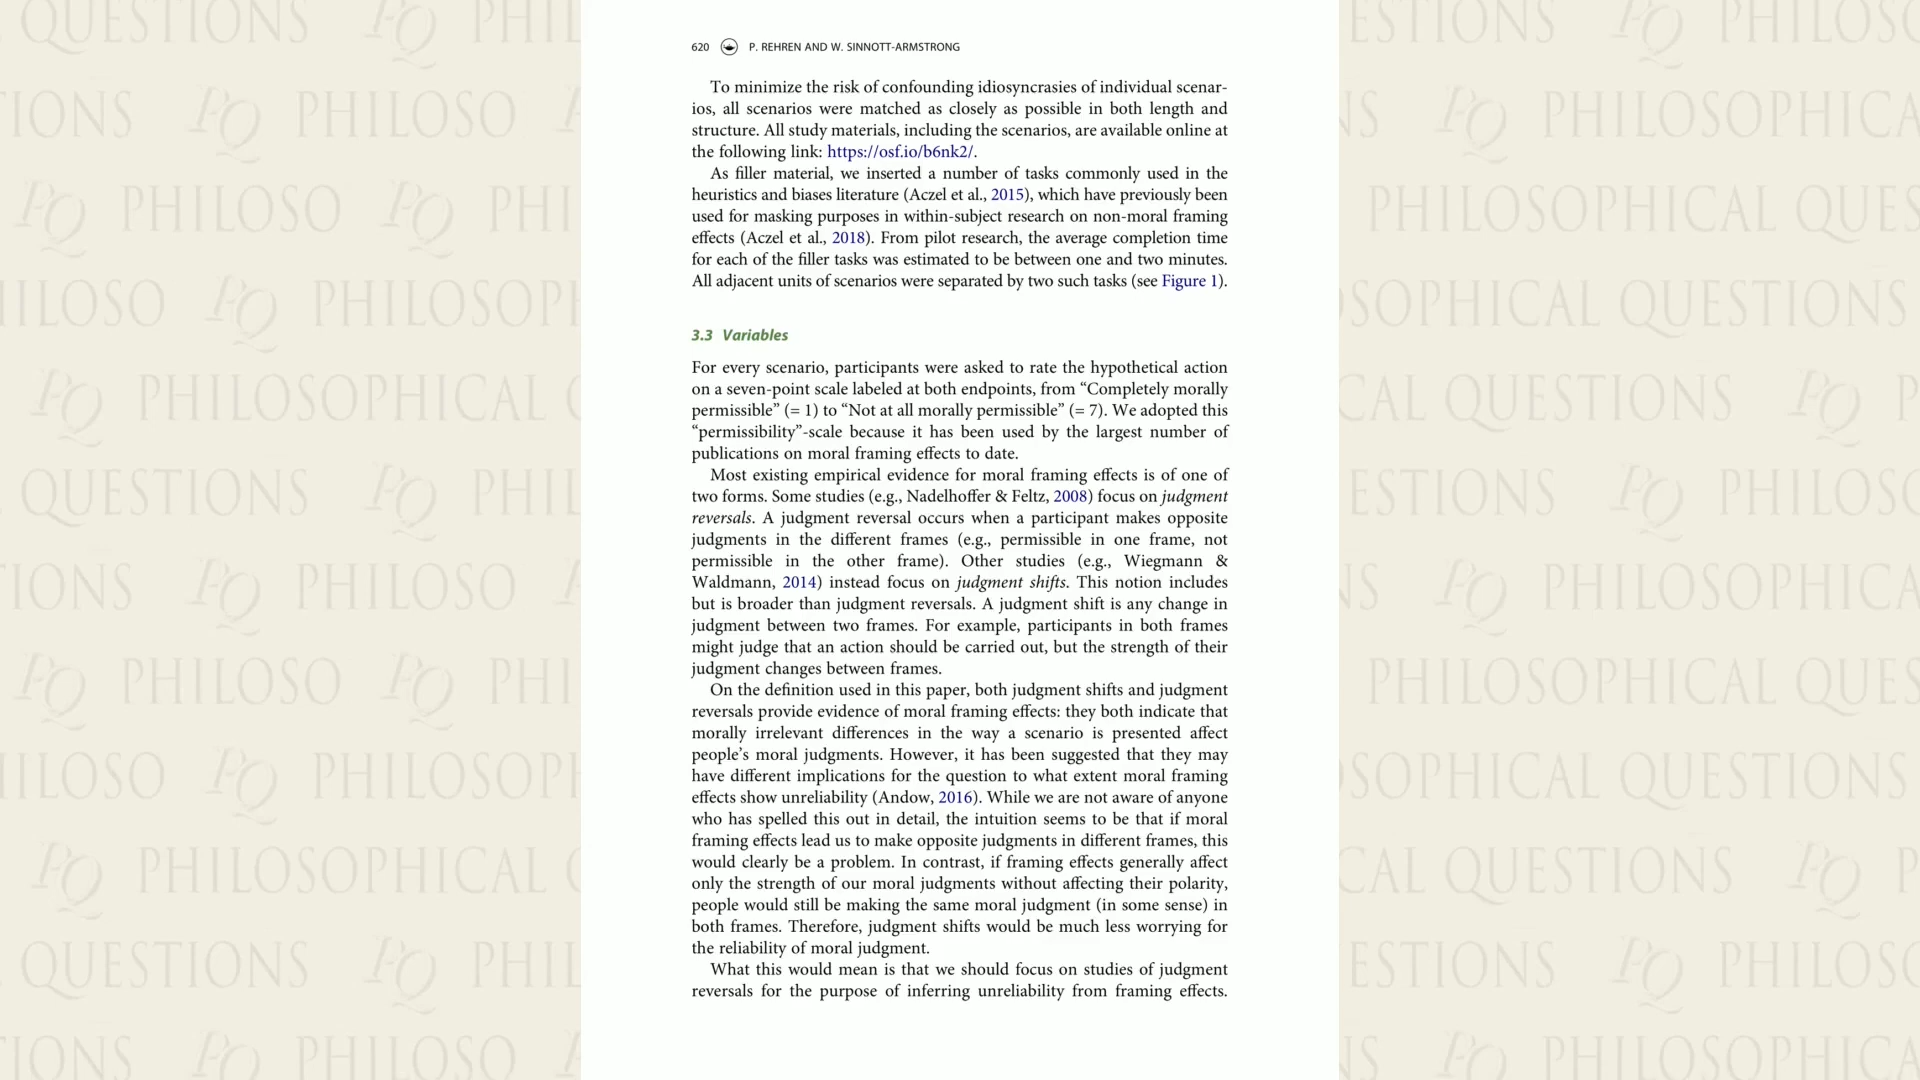 620 P. REHREN AND W. SINNOTT-ARMSTRONG
To minimize the risk of confounding idiosyncrasies of individual scenar-
ios, all scenarios were matched as closely as possible in both length and
structure. All study materials, including the scenarios, are available online at
the following link: https://osf.io/b6nk2/.
As filler material, we inserted a number of tasks commonly used in the
heuristics and biases literature (Aczel et al., 2015), which have previously been
used for masking purposes in within-subject research on non-moral framing
effects (Aczel et al., 2018). From pilot research, the average completion time
for each of the filler tasks was estimated to be between one and two minutes.
All adjacent units of scenarios were separated by two such tasks (see Figure 1).
3.3 Variables
For every scenario, participants were asked to rate the hypothetical action
on a seven-point scale labeled at both endpoints, from “Completely morally
permissible” (= 1) to “Not at all morally permissible” (= 7). We adopted this
“permissibility”-scale because it has been used by the largest number of
publications on moral framing effects to date.
Most existing empirical evidence for moral framing effects is of one of
two forms. Some studies (e.g., Nadelhoffer & Feltz, 2008) focus on judgment
reversals. A judgment reversal occurs when a participant makes opposite
judgments in the different frames (e.g., permissible in one frame, not
permissible in the other frame). Other studies (e.g., Wiegmann &
Waldmann, 2014) instead focus on judgment shifts. This notion includes
but is broader than judgment reversals. A judgment shift is any change in
judgment between two frames. For example, participants in both frames
might judge that an action should be carried out, but the strength of their
judgment changes between frames.
On the definition used in this paper, both judgment shifts and judgment
reversals provide evidence of moral framing effects: they both indicate that
morally irrelevant differences in the way a scenario is presented affect
people’s moral judgments. However, it has been suggested that they may
have different implications for the question to what extent moral framing
effects show unreliability (Andow, 2016). While we are not aware of anyone
who has spelled this out in detail, the intuition seems to be that if moral
framing effects lead us to make opposite judgments in different frames, this
would clearly be a problem. In contrast, if framing effects generally affect
only the strength of our moral judgments without affecting their polarity,
people would still be making the same moral judgment (in some sense) in
both frames. Therefore, judgment shifts would be much less worrying for
the reliability of moral judgment.
What this would mean is that we should focus on studies of judgment
reversals for the purpose of inferring unreliability from framing effects.